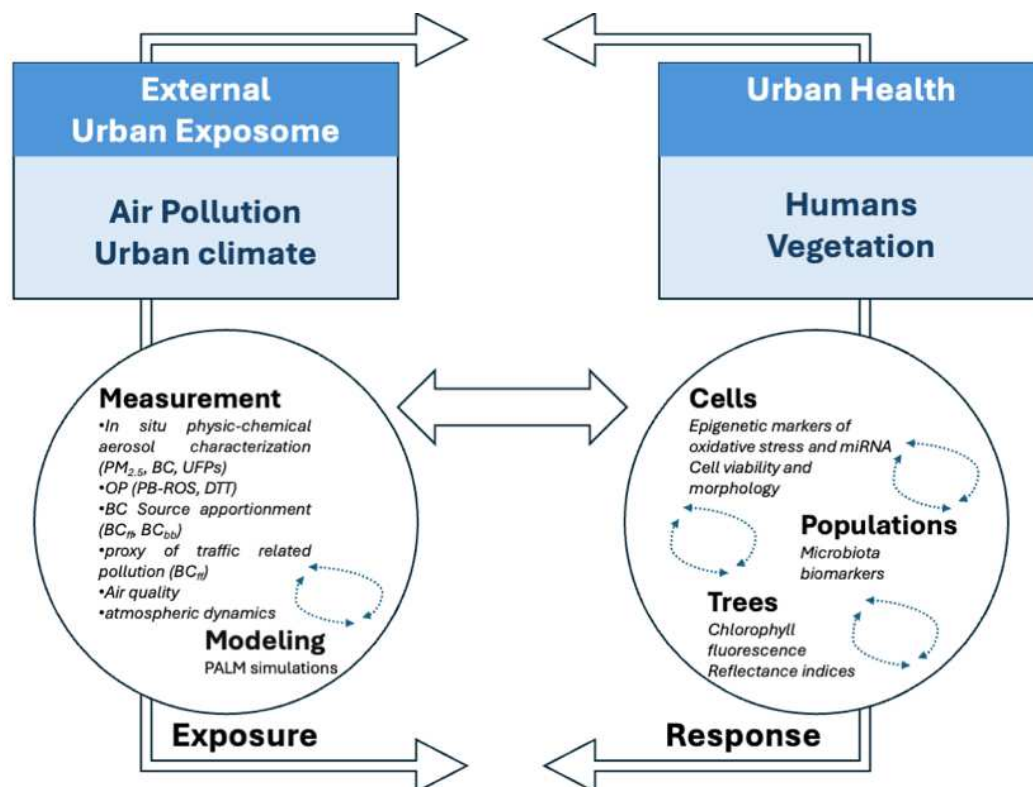 External
Urban Exposome
Air Pollution
Urban climate
Urban Health
Humans
Vegetation
Measurement
•In situ physic-chemical
aerosol characterization
(PM2.5, BC, UFPs)
•OP (PB-ROS, DTT)
•BC Source apportionment
(BCff, BCbb)
•proxy of traffic related
pollution (BCff)
•Air quality
•atmospheric dynamics
Modeling
PALM simulations
Exposure
Cells
Epigenetic markers of
oxidative stress and miRNA
Cell viability and
morphology
Populations
Microbiota
biomarkers
Trees
Chlorophyll
fluorescence
Reflectance indices
Response